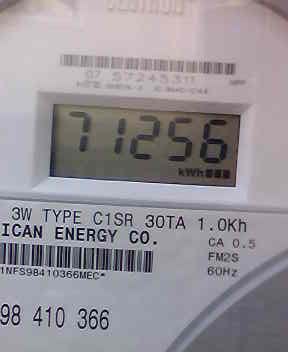 CENTRON
07 57245311
71256
kWh
3W TYPE C1SR 30TA 1.0Kh
ICAN ENERGY CO.
CA 0.5
FM2S
60Hz
1NFS98410366MEC*
98 410 366